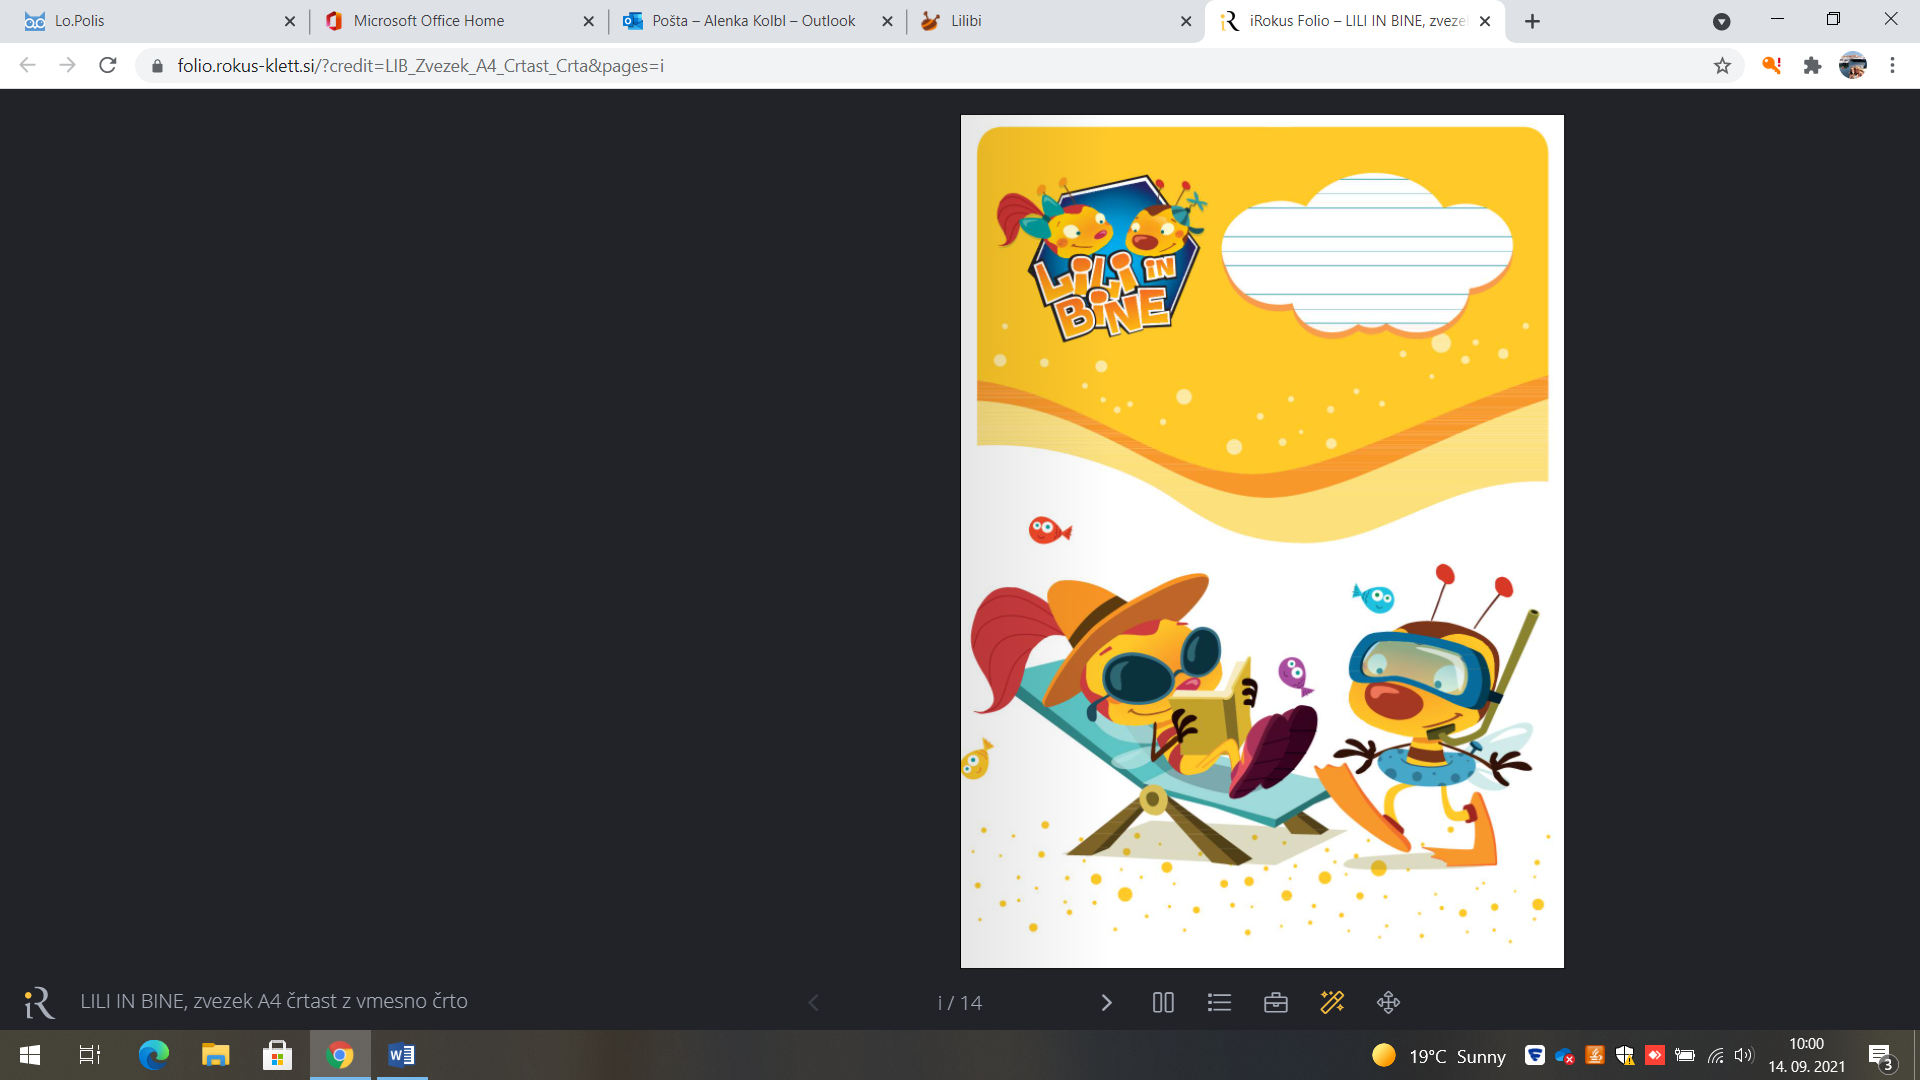 Lo.Polis
Microsoft Office Home
Pošta – Alenka Kolbl – Outlook
Lilibi
iRokus Folio – LILI IN BINE, zveze
folio.rokus-klett.si/?credit=LIB_Zvezek_A4_Crtast_Crta&pages=i
LiLi iN
BiNE
iR
LILI IN BINE, zvezek A4 črtast z vmesno črto
i / 14
19°C Sunny
10:00
14. 09. 2021
3